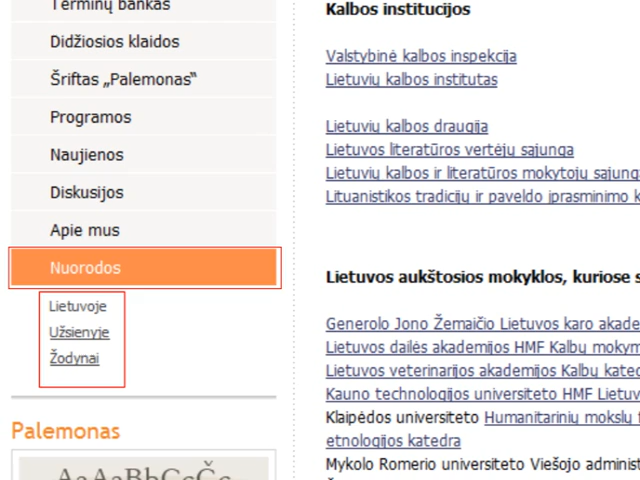 Terminų bankas
Didžiosios klaidos
Šriftas „Palemonas“
Programos
Naujienos
Diskusijos
Apie mus
Nuorodos
Lietuvoje
Užsienyje
Žodynai
Palemonas
AaAaBbCcČc
Kalbos institucijos
Valstybinė kalbos inspekcija
Lietuvių kalbos institutas
Lietuvių kalbos draugija
Lietuvos literatūros vertėjų sąjunga
Lietuvių kalbos ir literatūros mokytojų sąjung
Lituanistikos tradicijų ir paveldo įprasminimo k
Lietuvos aukštosios mokyklos, kuriose s
Generolo Jono Žemaičio Lietuvos karo akade
Lietuvos dailės akademijos HMF Kalbų mokym
Lietuvos veterinarijos akademijos Kalbų kated
Kauno technologijos universiteto HMF Lietuv
Klaipėdos universiteto Humanitarinių mokslų f
etnologijos katedra
Mykolo Romerio universiteto Viešojo administ